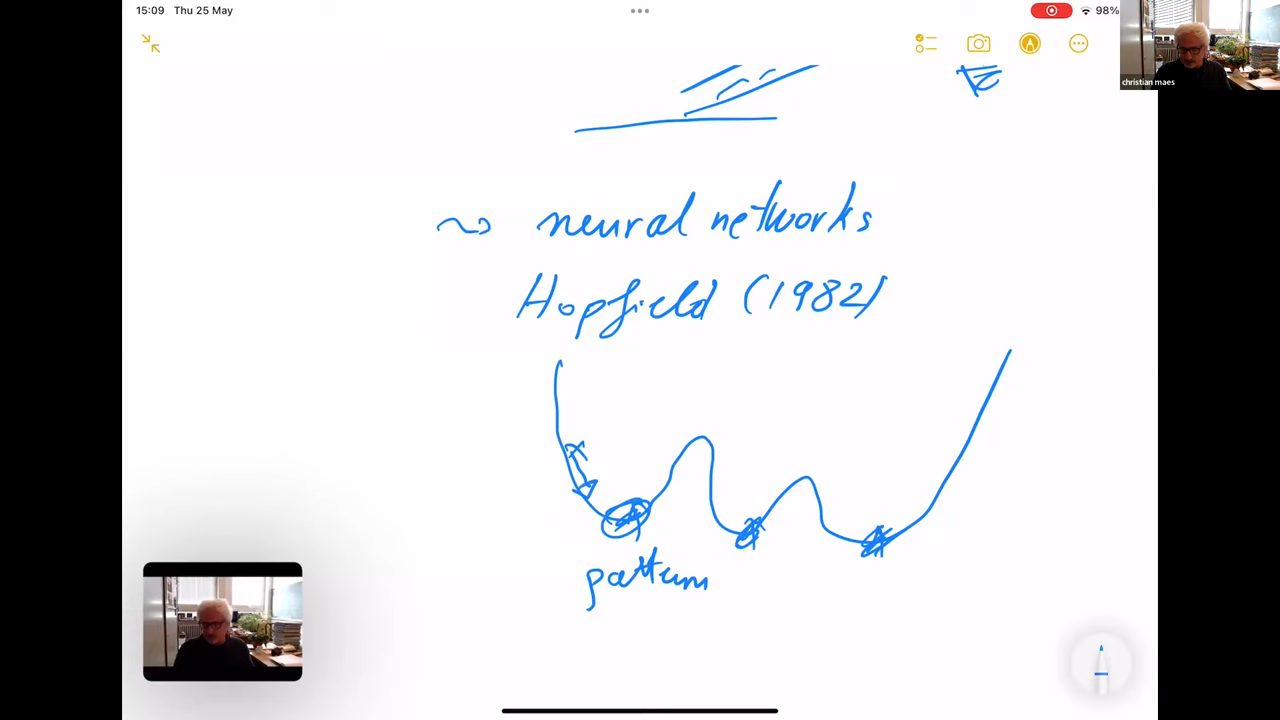 15:09 Thu 25 May
98%
christian maes
neural networks
Hopfield (1982)
pattern